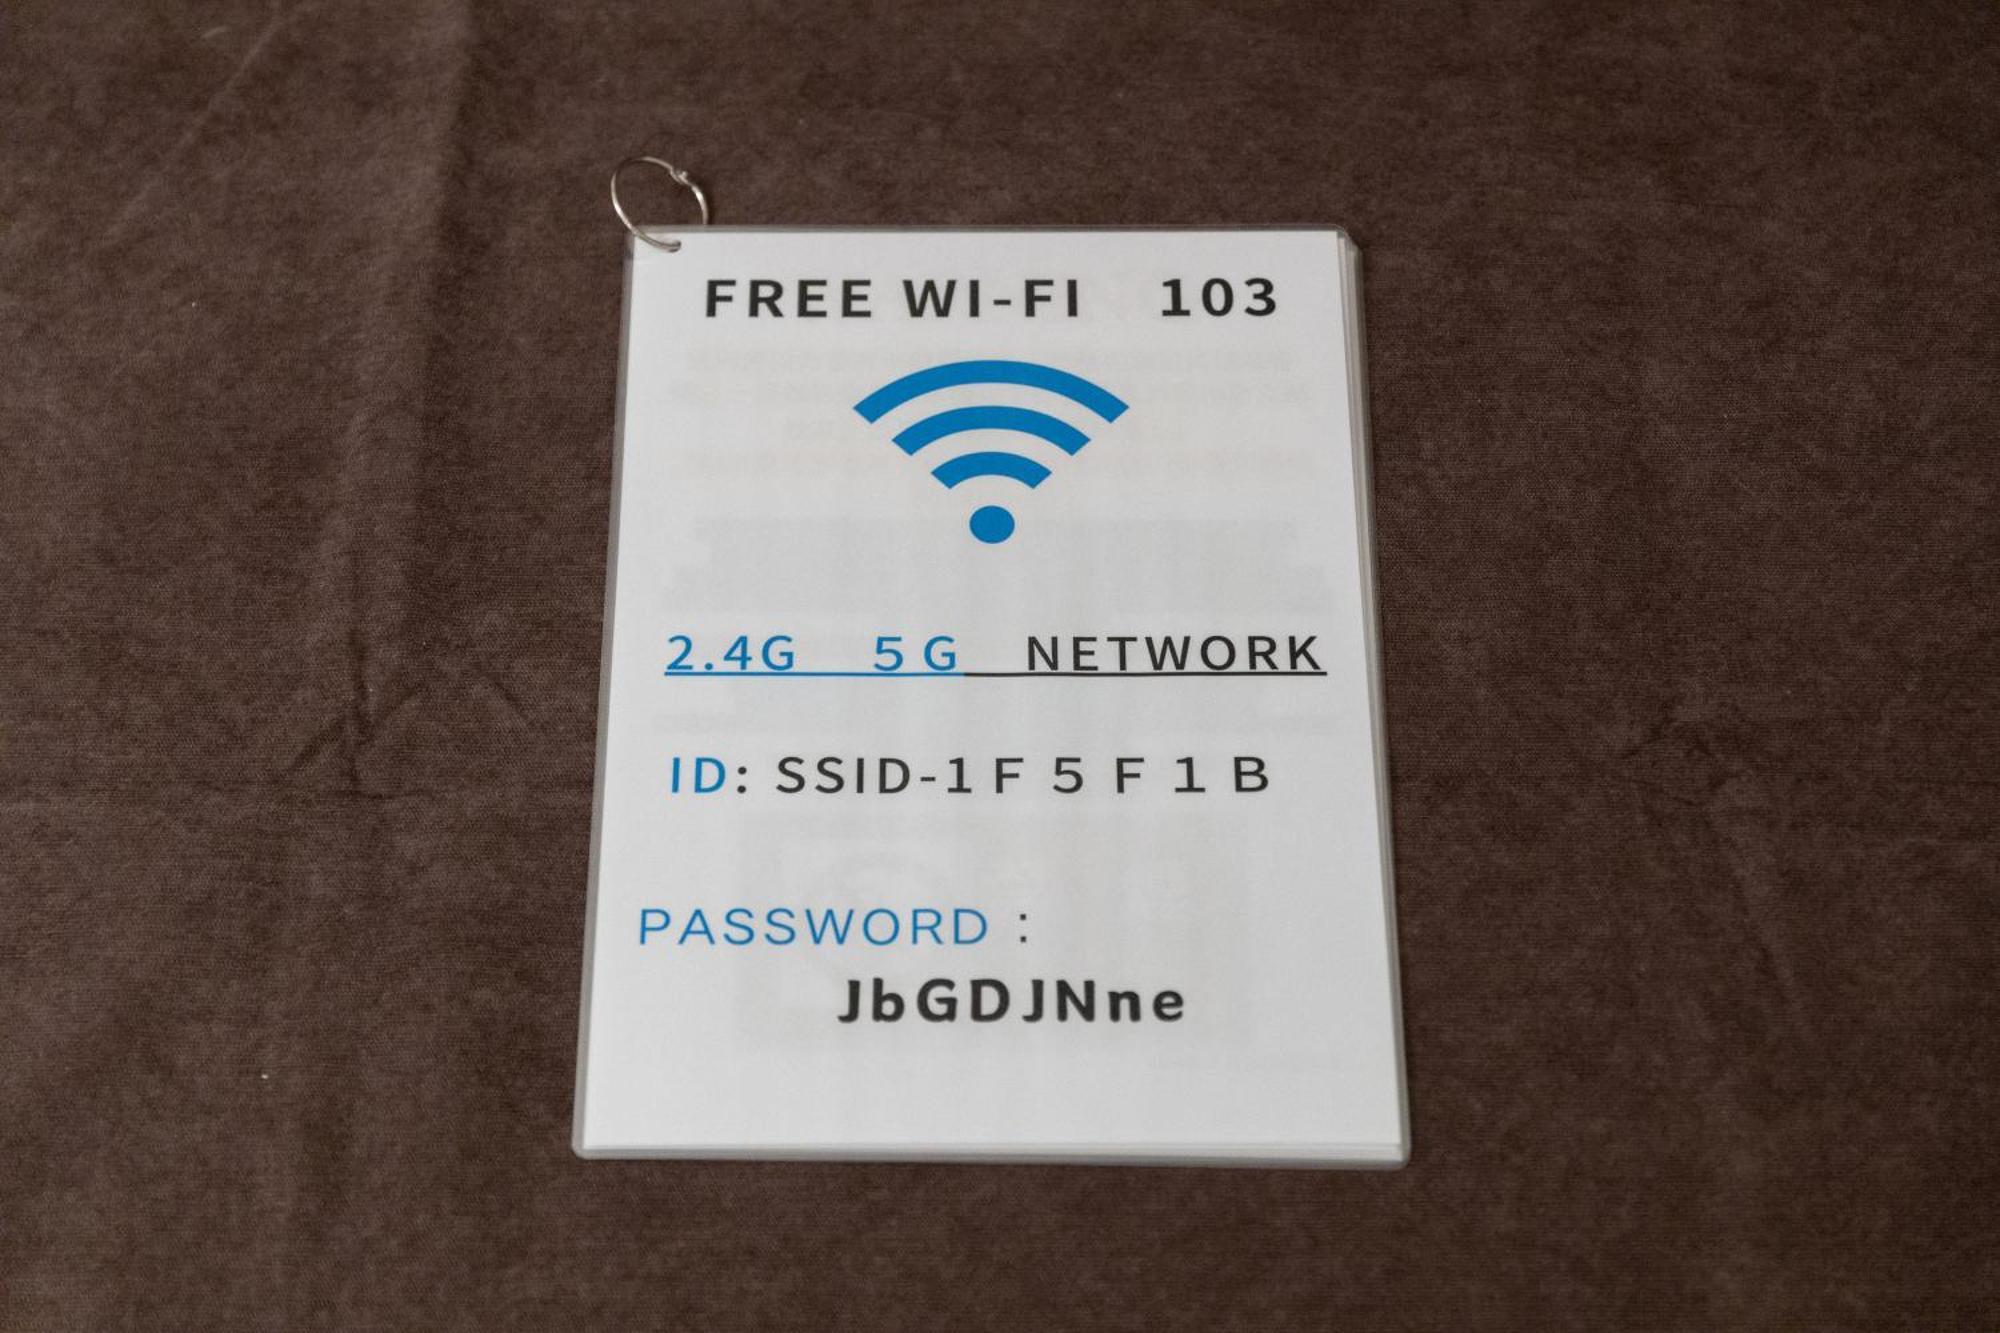 FREE WI-FI 103
2.4G 5G NETWORK
ID: SSID-1F5F1B
PASSWORD :
JbGDJNne